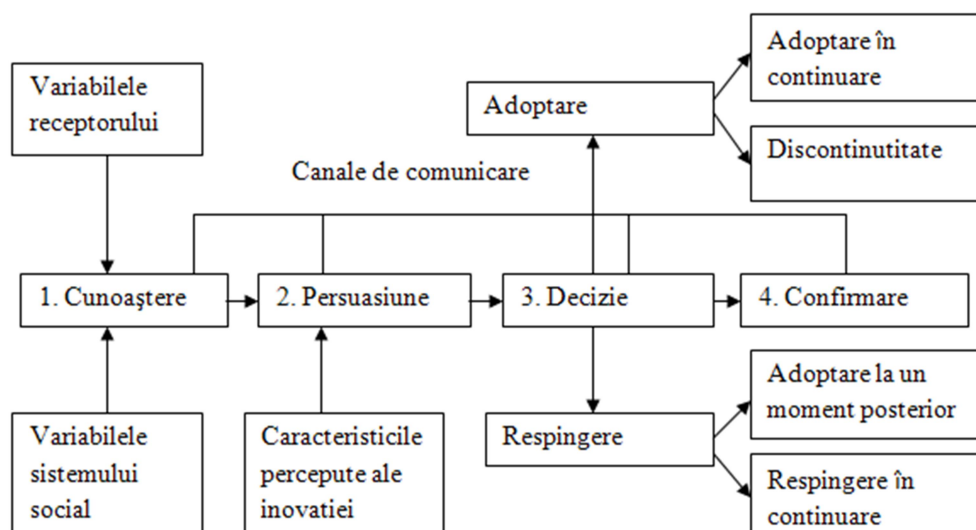 Variabilele
receptorului
Adoptare
Adoptare în
continuare
Discontinutitate
Canale de comunicare
1. Cunoaştere
2. Persuasiune
3. Decizie
4. Confirmare
Variabilele
sistemului
social
Caracteristicile
percepute ale
inovatiei
Respingere
Adoptare la un
moment posterior
Respingere în
continuare